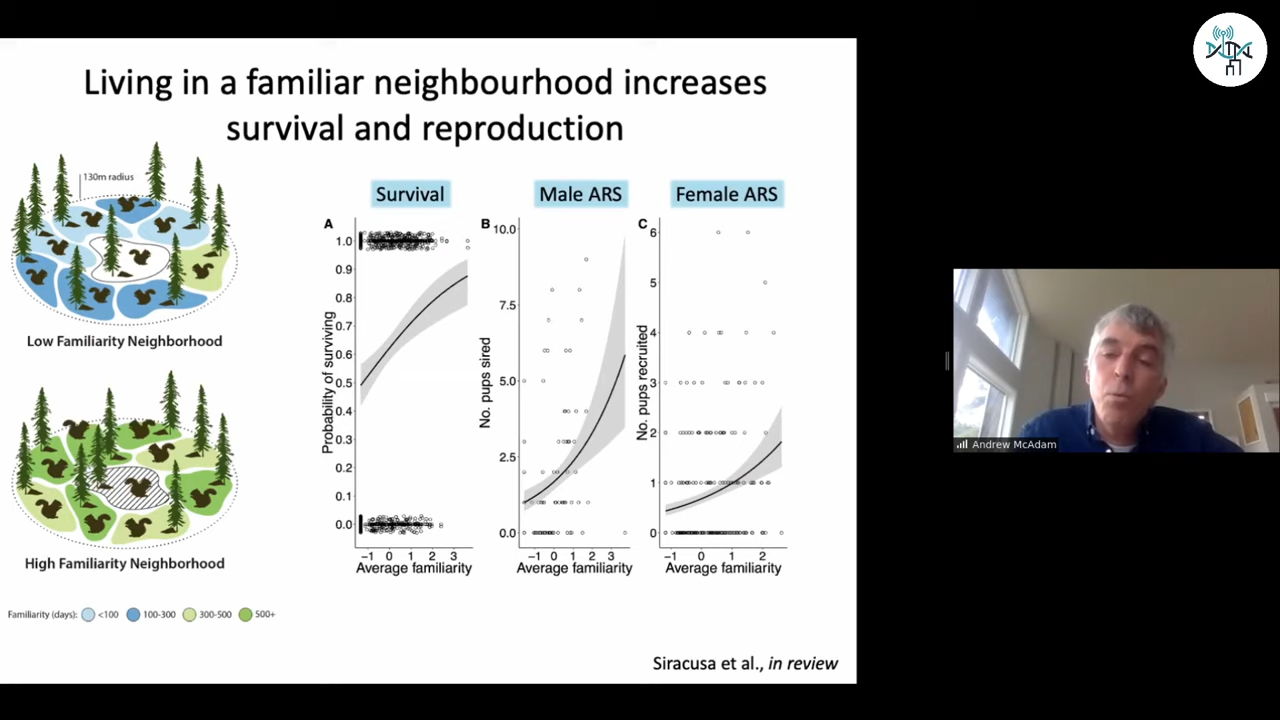 Living in a familiar neighbourhood increases
survival and reproduction
130m radius
Low Familiarity Neighborhood
High Familiarity Neighborhood
Familiarity (days): <100 100-300 300-500 500+
Survival
A
Probability of surviving
1.0
0.9
0.8
0.7
0.6
0.5
0.4
0.3
0.2
0.1
0.0
−1 0 1 2 3
Average familiarity
Male ARS
B
No. pups sired
10.0
7.5
5.0
2.5
0.0
−1 0 1 2 3
Average familiarity
Female ARS
C
No. pups recruited
6
5
4
3
2
1
0
−1 0 1 2
Average familiarity
Siracusa et al., in review
Andrew McAdam